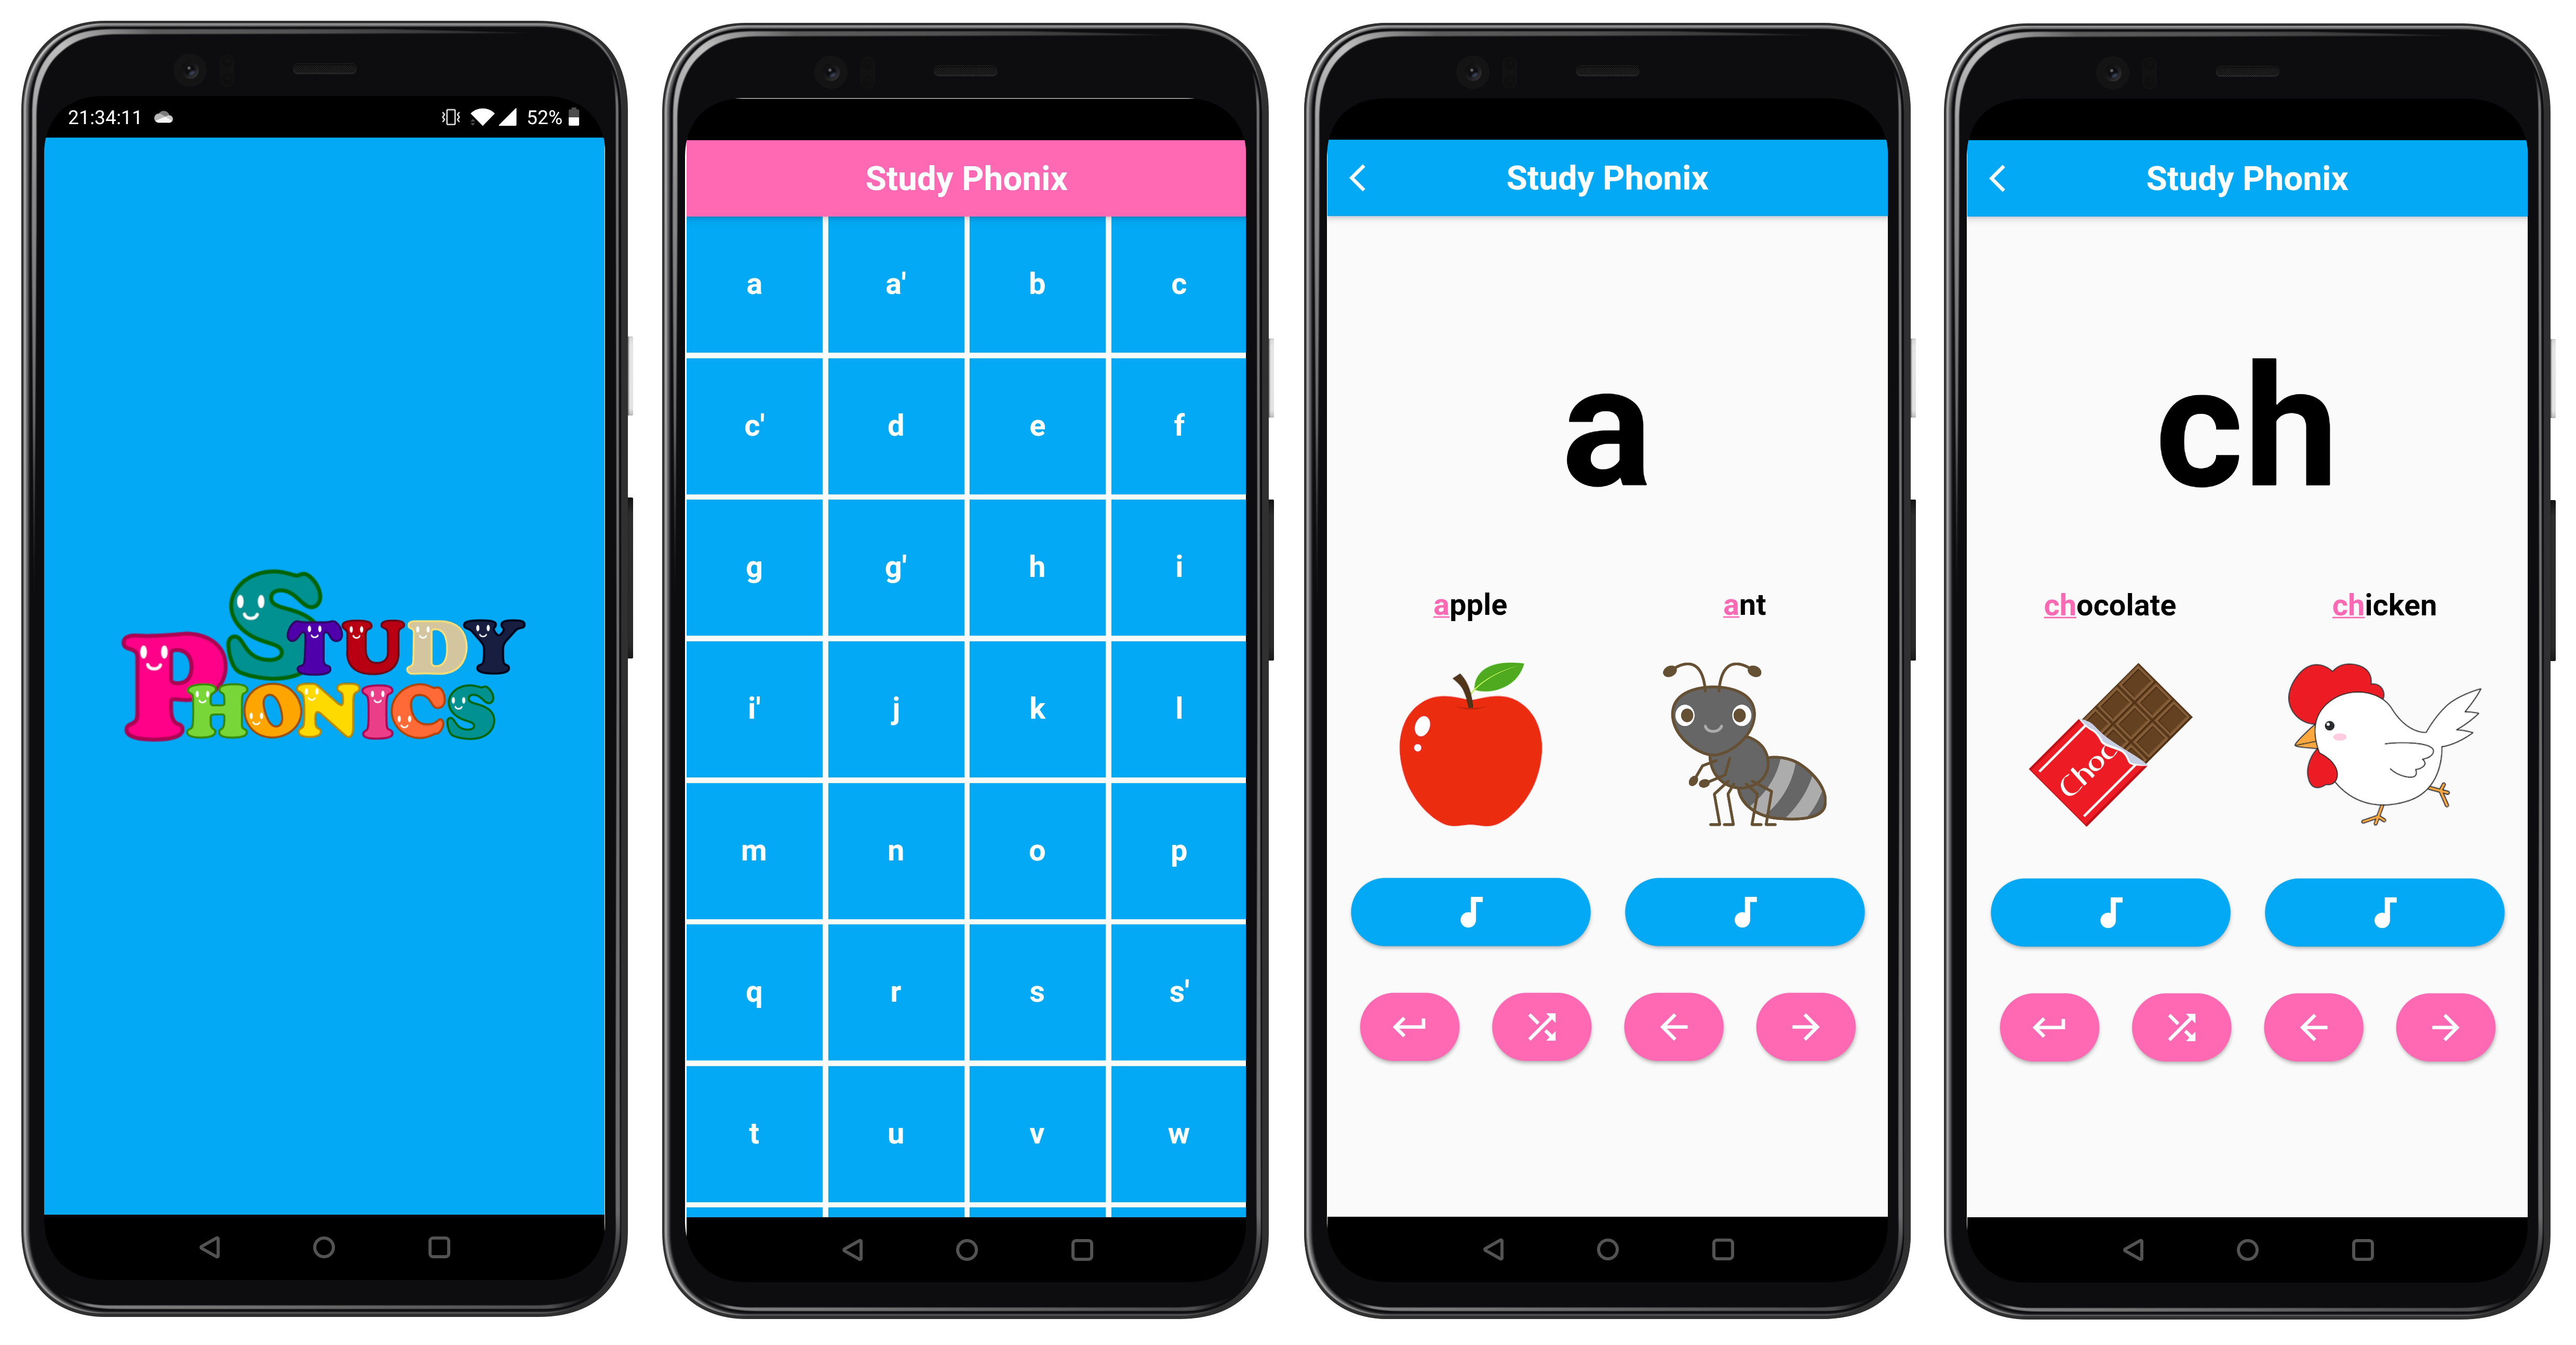 21:34:11 52%
STUDY
PHONICS
Study Phonix
a a' b c
c' d e f
g g' h i
i' j k l
m n o p
q r s s'
t u v w
Study Phonix
a
apple ant
Study Phonix
ch
chocolate chicken
Choc